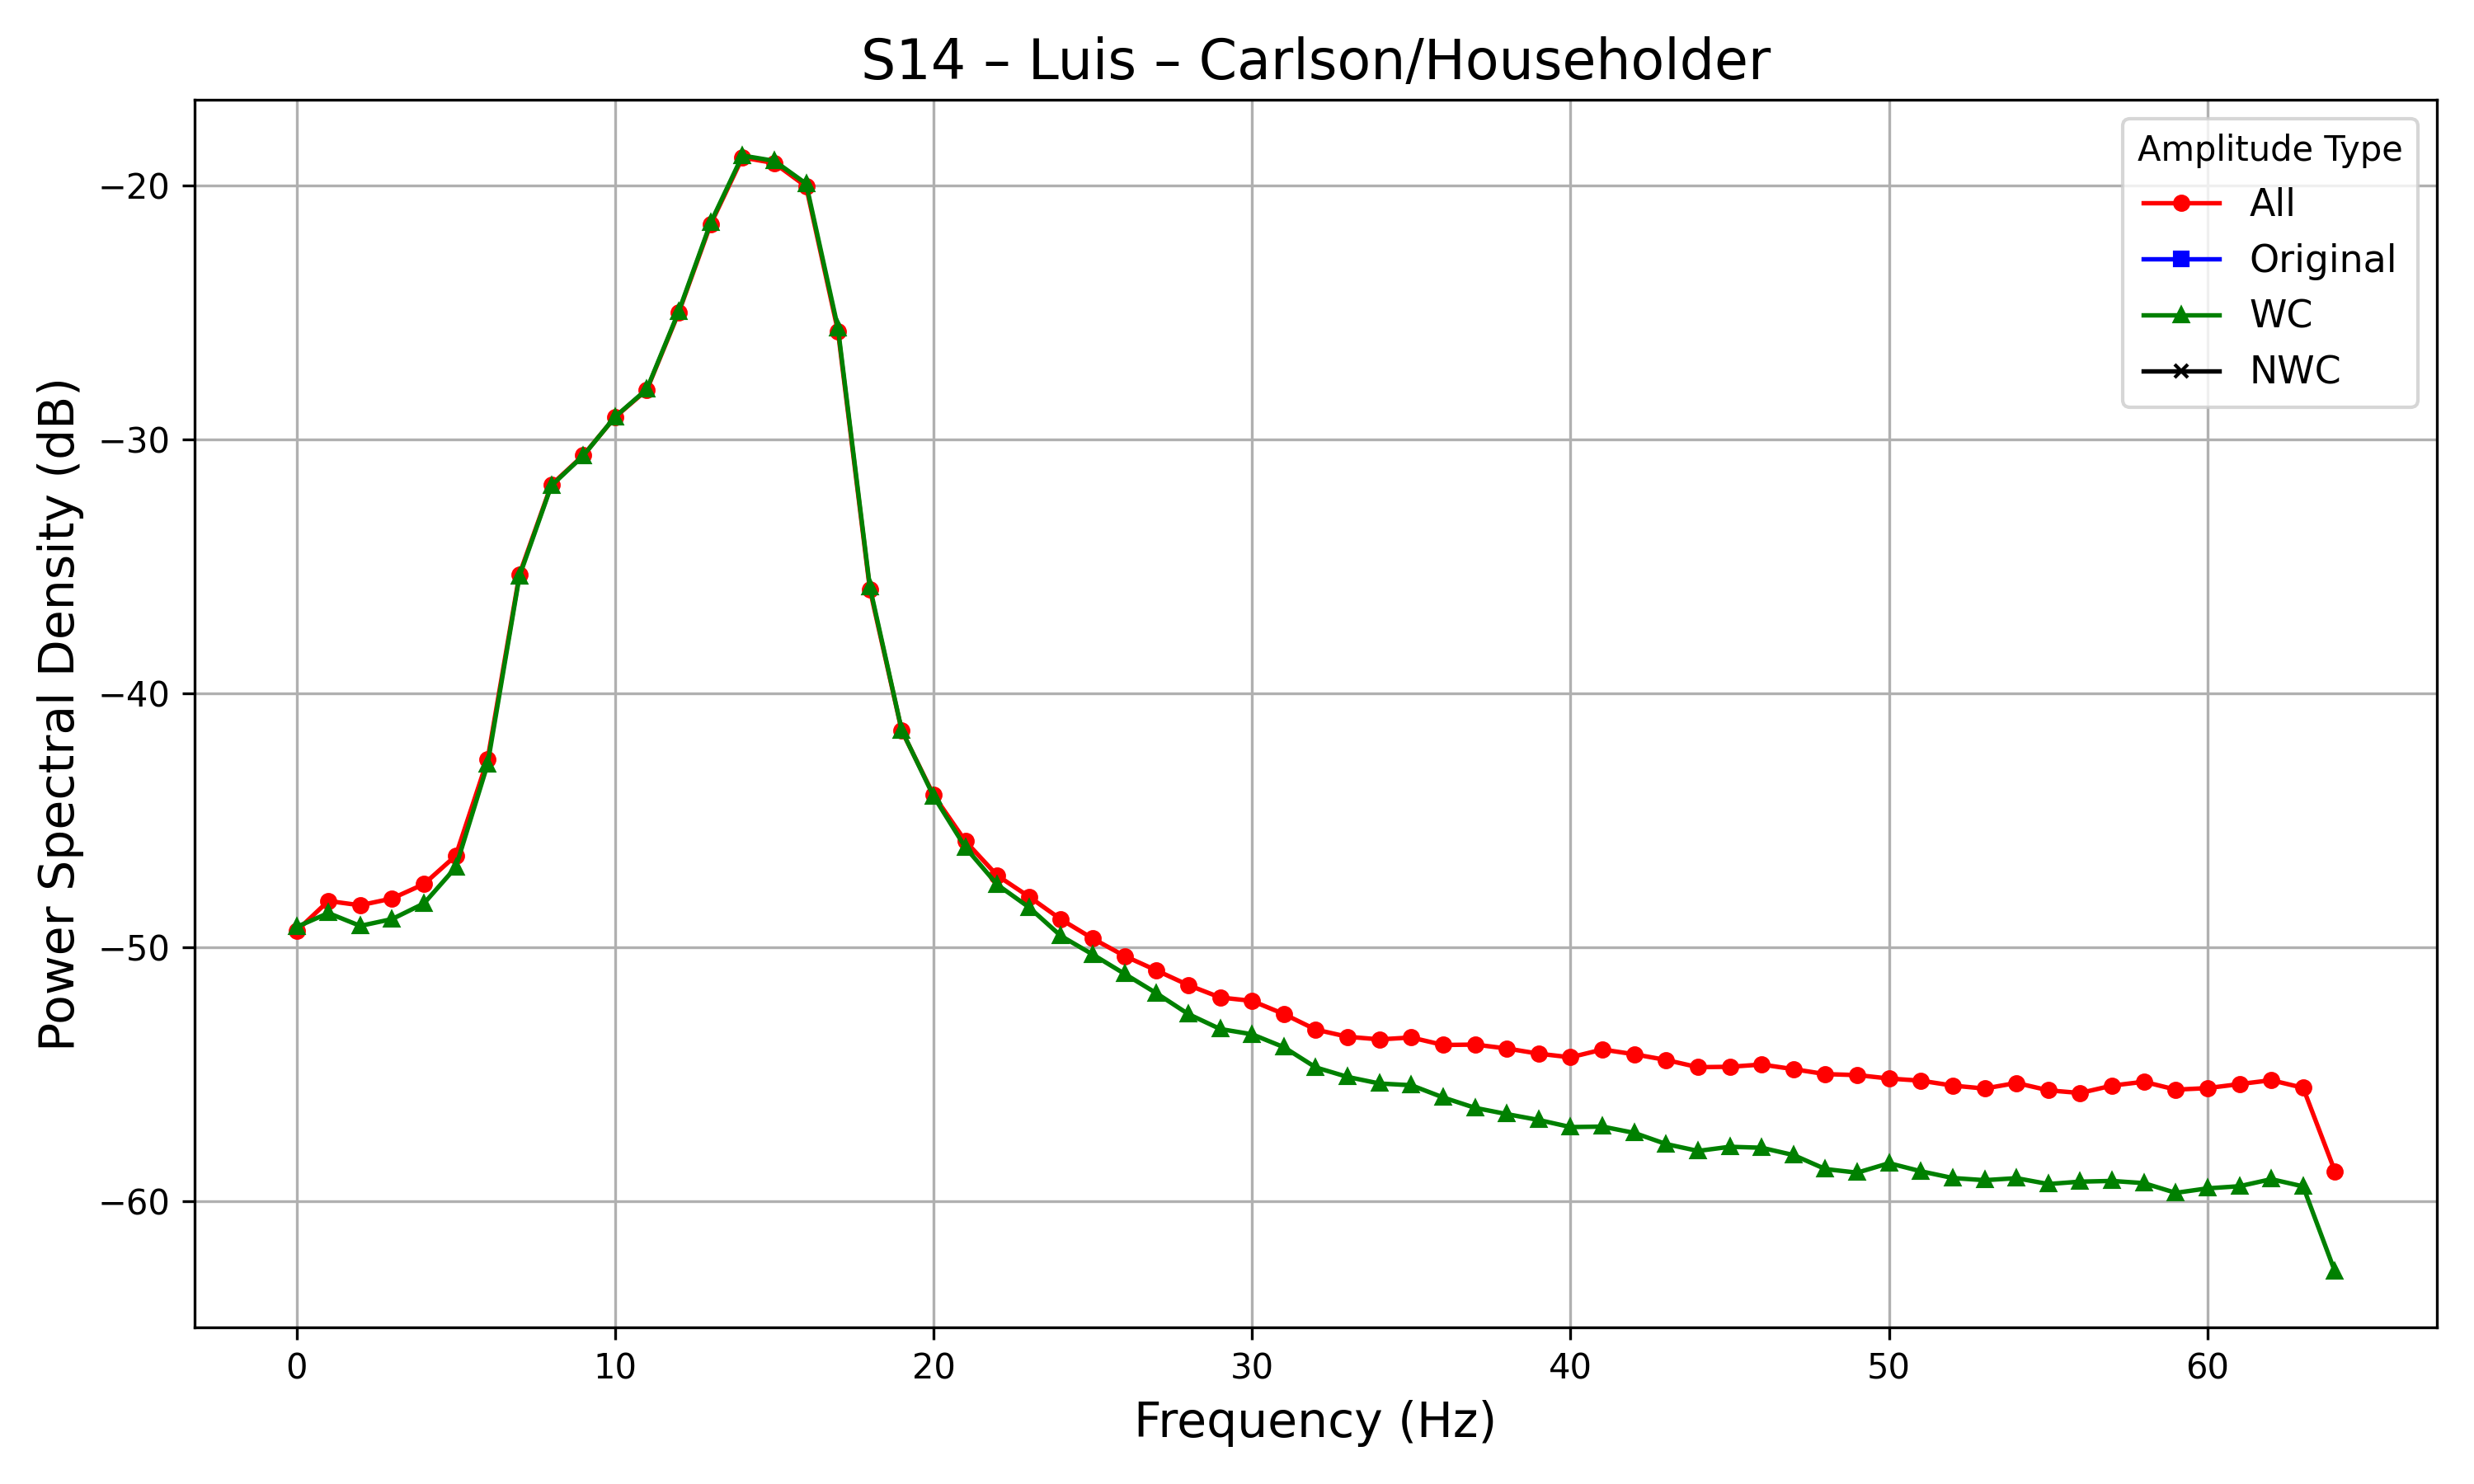 S14 – Luis – Carlson/Householder
Power Spectral Density (dB)
−20
−30
−40
−50
−60
Amplitude Type
All
Original
WC
NWC
0 10 20 30 40 50 60
Frequency (Hz)